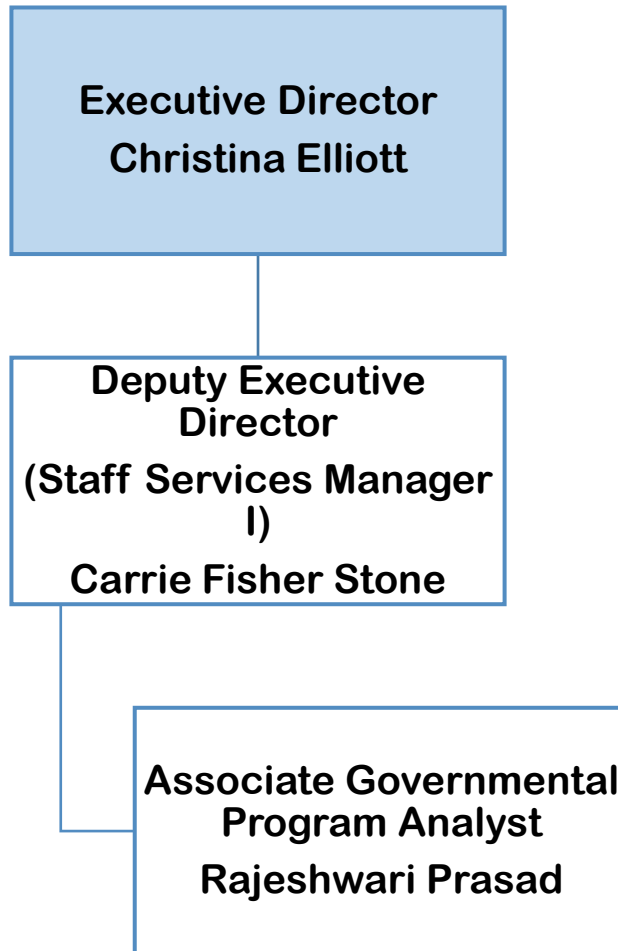 Executive Director
Christina Elliott
Deputy Executive
Director
(Staff Services Manager
I)
Carrie Fisher Stone
Associate Governmental
Program Analyst
Rajeshwari Prasad